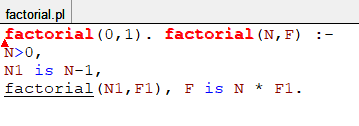 factorial.pl
factorial(0,1). factorial(N,F) :-
N>0,
N1 is N-1,
factorial(N1,F1), F is N * F1.